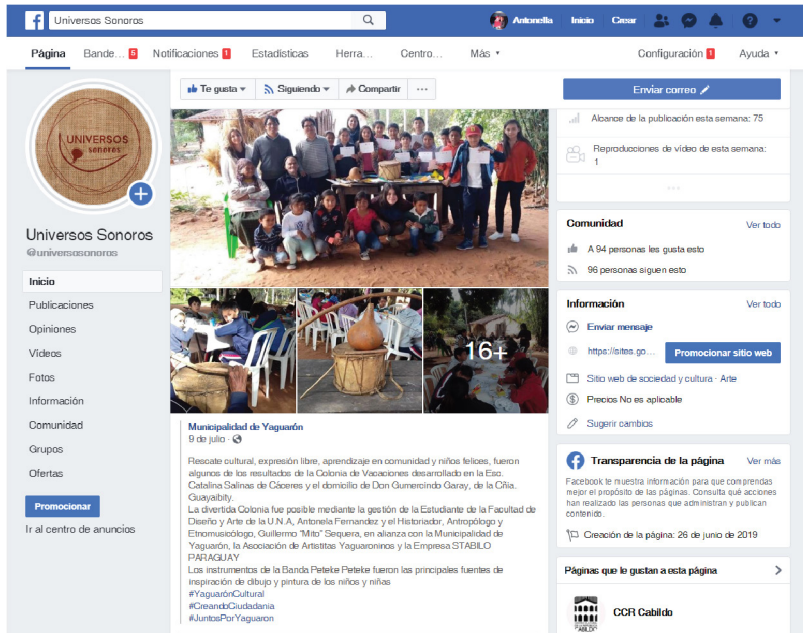 Universos Sonoros
Antonella Inicio Crear
Página Bande... 5 Notificaciones 1 Estadísticas Herra... Centro... Más Configuración 1 Ayuda
Te gusta Siguiendo Compartir ...
Enviar correo
UNIVERSOS
sonoros
Universos Sonoros
@universosonoros
Inicio
Publicaciones
Opiniones
Vídeos
Fotos
Información
Comunidad
Grupos
Ofertas
Promocionar
Ir al centro de anuncios
16+
Municipalidad de Yaguarón
9 de julio ·
Rescate cultural, expresión libre, aprendizaje en comunidad y niños felices, fueron
algunos de los resultados de la Colonia de Vacaciones desarrollado en la Esc.
Catalina Salinas de Cáceres y el domicilio de Don Gumercindo Garay, de la Cñia.
Guayaibity.
La divertida Colonia fue posible mediante la gestión de la Estudiante de la Facultad de
Diseño y Arte de la U.N.A, Antonela Fernandez y el Historiador, Antropólogo y
Etnomusicólogo, Guillermo "Mito" Sequera, en alianza con la Municipalidad de
Yaguarón, la Asociación de Artistitas Yaguaroninos y la Empresa STABILO
PARAGUAY
Los instrumentos de la Banda Peteke Peteke fueron las principales fuentes de
inspiración de dibujo y pintura de los niños y niñas
#YaguarónCultural
#CreandoCiudadania
#JuntosPorYaguaron
Alcance de la publicación esta semana: 75
Reproducciones de vídeo de esta semana:
1
Comunidad Ver todo
A 94 personas les gusta esto
96 personas siguen esto
Información Ver todo
Enviar mensaje
https://sites.go... Promocionar sitio web
Sitio web de sociedad y cultura · Arte
Precios No es aplicable
Sugerir cambios
Transparencia de la página Ver más
Facebook te muestra información para que comprendas
mejor el propósito de las páginas. Consulta qué acciones
han realizado las personas que administran y publican
contenido.
Creación de la página: 26 de junio de 2019
Páginas que le gustan a esta página
CCR Cabildo